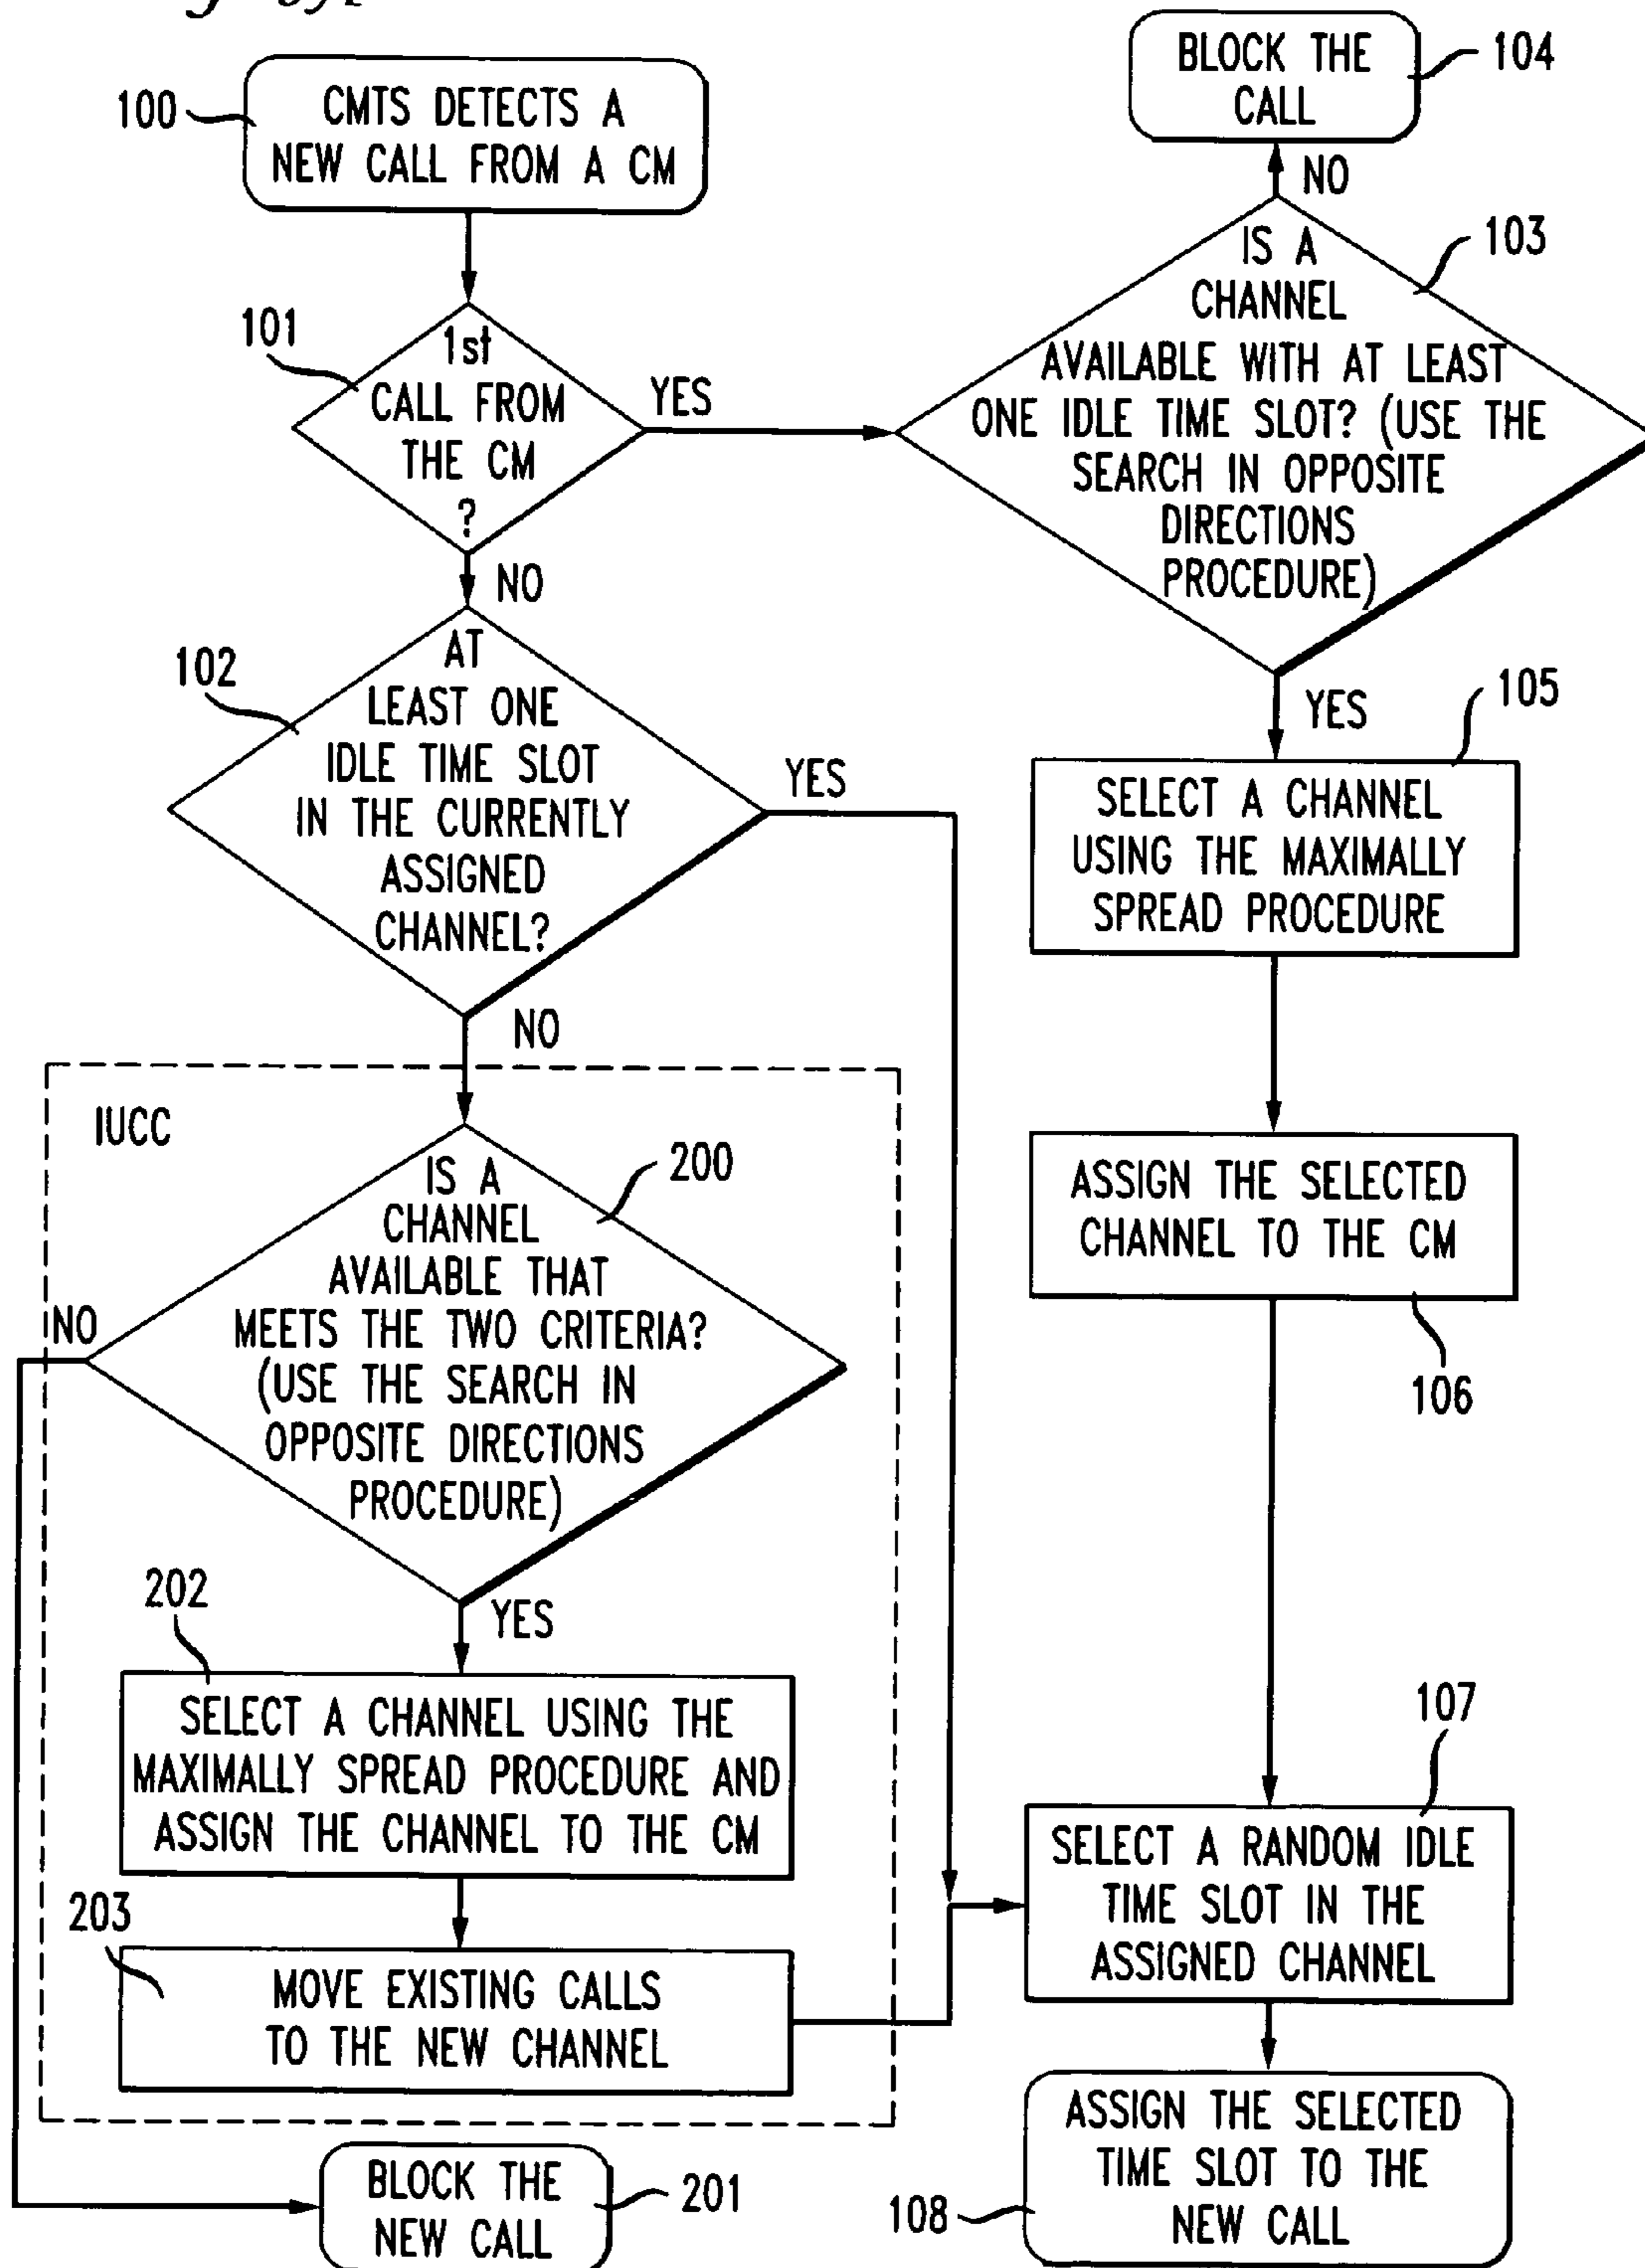 100
CMTS DETECTS A
NEW CALL FROM A CM
BLOCK THE
CALL
104
NO
101
1st
CALL FROM
THE CM
?
YES
NO
103
IS A
CHANNEL
AVAILABLE WITH AT LEAST
ONE IDLE TIME SLOT? (USE THE
SEARCH IN OPPOSITE
DIRECTIONS
PROCEDURE)
YES
102
AT
LEAST ONE
IDLE TIME SLOT
IN THE CURRENTLY
ASSIGNED
CHANNEL?
YES
NO
105
SELECT A CHANNEL
USING THE MAXIMALLY
SPREAD PROCEDURE
ASSIGN THE SELECTED
CHANNEL TO THE CM
106
IUCC
200
IS A
CHANNEL
AVAILABLE THAT
MEETS THE TWO CRITERIA?
(USE THE SEARCH IN
OPPOSITE DIRECTIONS
PROCEDURE)
NO
YES
202
SELECT A CHANNEL USING THE
MAXIMALLY SPREAD PROCEDURE AND
ASSIGN THE CHANNEL TO THE CM
203
MOVE EXISTING CALLS
TO THE NEW CHANNEL
107
SELECT A RANDOM IDLE
TIME SLOT IN THE
ASSIGNED CHANNEL
BLOCK THE
NEW CALL
201
108
ASSIGN THE SELECTED
TIME SLOT TO THE
NEW CALL